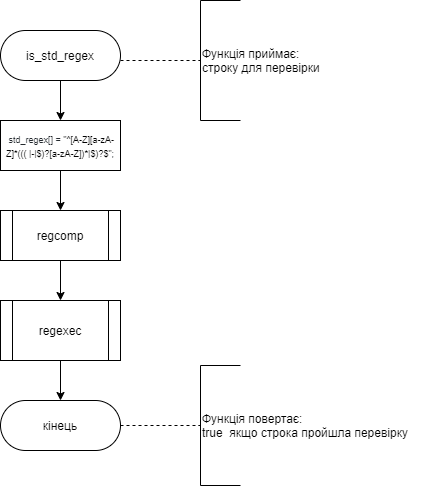 is_std_regex
Функція приймає:
строку для перевірки
std_regex[] = "^[A-Z][a-zA-
Z]*((( |-|$)?[a-zA-Z])*|$)?$";
regcomp
regexec
кінець
Функція повертає:
true якщо строка пройшла перевірку